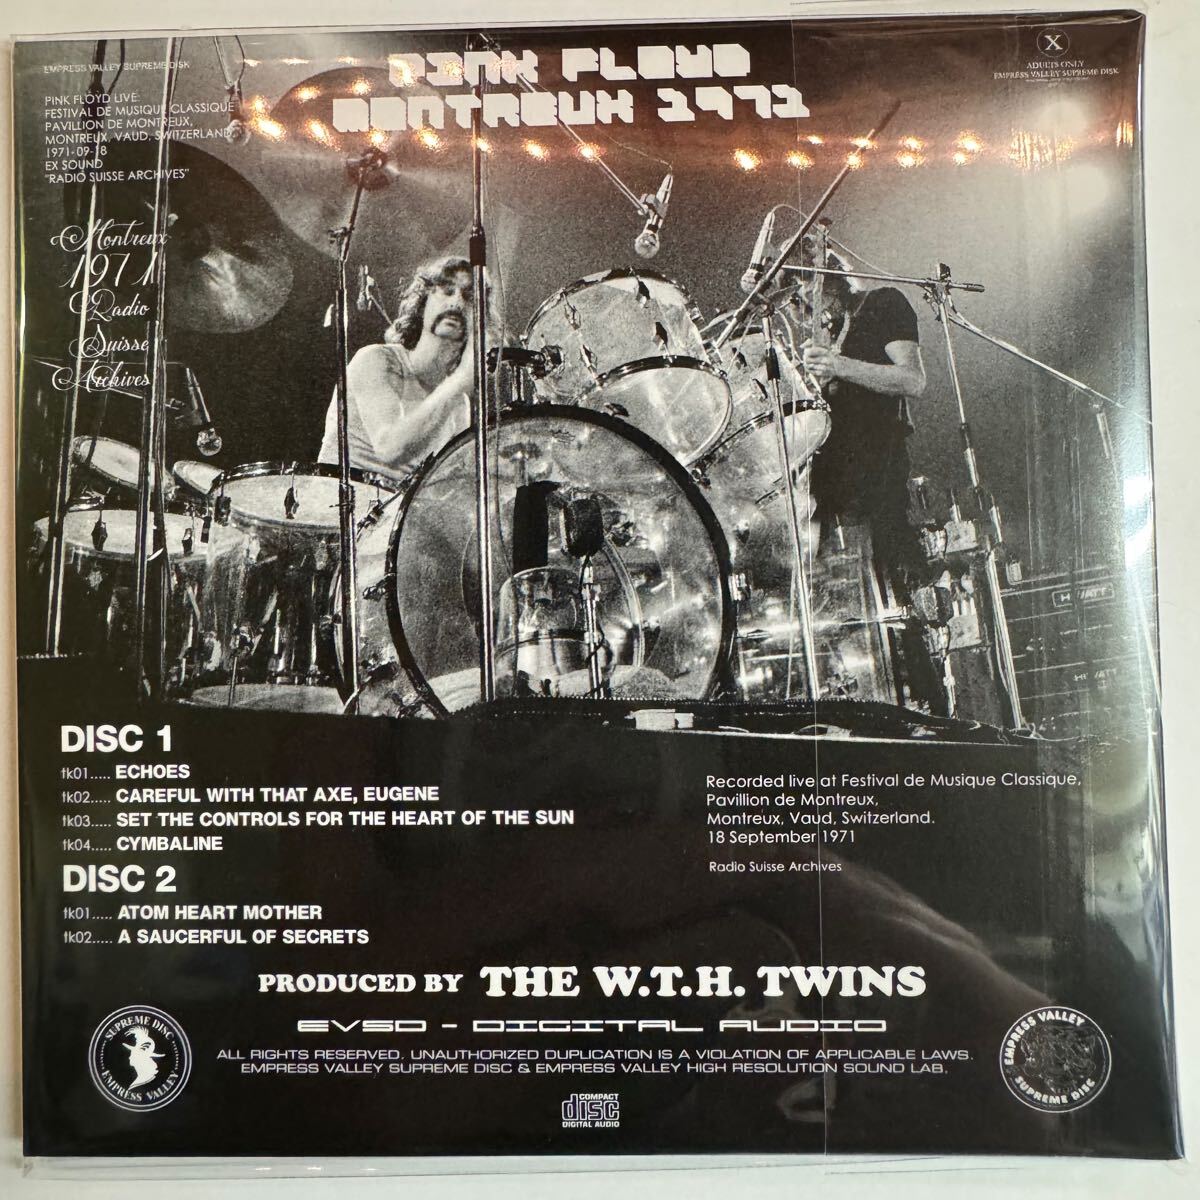 EMPRESS VALLEY SUPREME DISK
PINK FLOYD LIVE:
FESTIVAL DE MUSIQUE CLASSIQUE
PAVILLION DE MONTREUX,
MONTREUX, VAUD, SWITZERLAND,
1971-09-18
EX SOUND
"RADIO SUISSE ARCHIVES"
Montreux
1971
Radio
Suisse
Archives
PINK FLOYD
MONTREUX 1971
X
ADULTS ONLY
EMPRESS VALLEY SUPREME DISK
DISC 1
tk01..... ECHOES
tk02..... CAREFUL WITH THAT AXE, EUGENE
tk03..... SET THE CONTROLS FOR THE HEART OF THE SUN
tk04..... CYMBALINE
DISC 2
tk01..... ATOM HEART MOTHER
tk02..... A SAUCERFUL OF SECRETS
Recorded live at Festival de Musique Classique,
Pavillion de Montreux,
Montreux, Vaud, Switzerland.
18 September 1971
Radio Suisse Archives
PRODUCED BY THE W.T.H. TWINS
EVSD - DIGITAL AUDIO
ALL RIGHTS RESERVED. UNAUTHORIZED DUPLICATION IS A VIOLATION OF APPLICABLE LAWS.
EMPRESS VALLEY SUPREME DISC & EMPRESS VALLEY HIGH RESOLUTION SOUND LAB.
SUPREME DISC
EMPRESS VALLEY
EMPRESS VALLEY
SUPREME DISC
COMPACT
disc
DIGITAL AUDIO